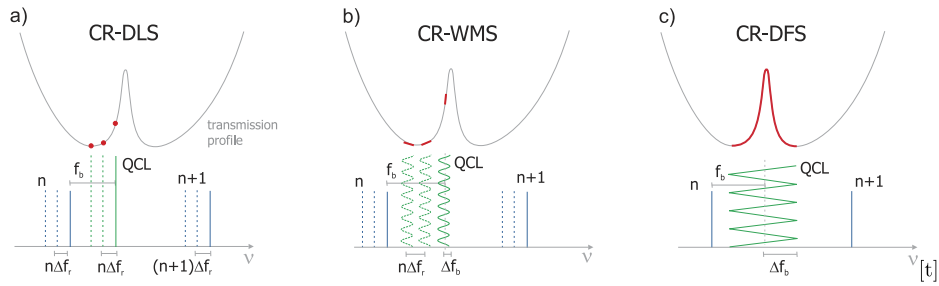 a)
CR-DLS
transmission
profile
QCL
f_b
n
n+1
nΔf_r
nΔf_r
(n+1)Δf_r
ν
b)
CR-WMS
QCL
f_b
n
n+1
nΔf_r
Δf_b
ν
c)
CR-DFS
QCL
f_b
n
n+1
Δf_b
ν
[t]